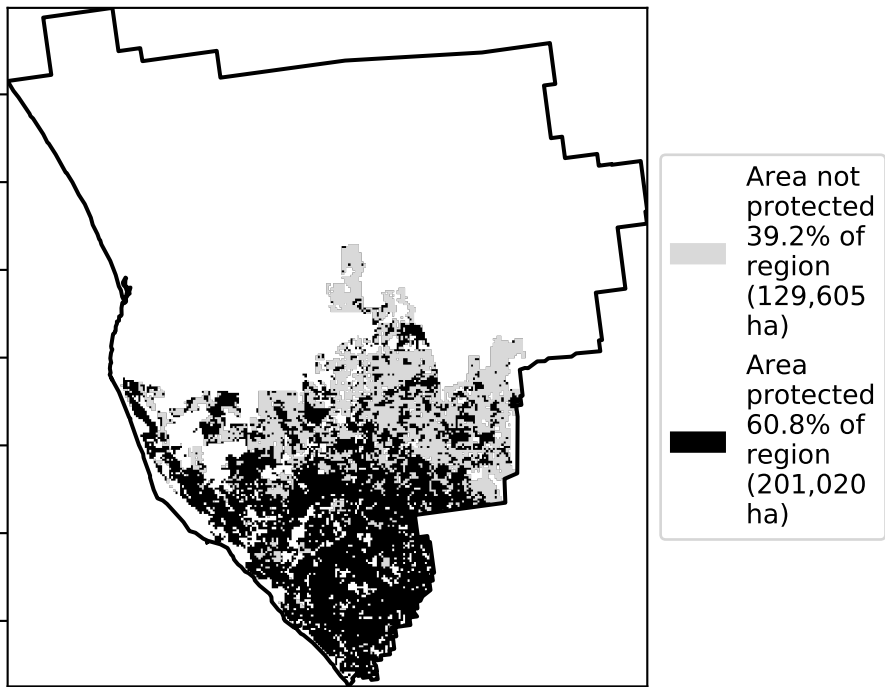 Area not
protected
39.2% of
region
(129,605
ha)
Area
protected
60.8% of
region
(201,020
ha)